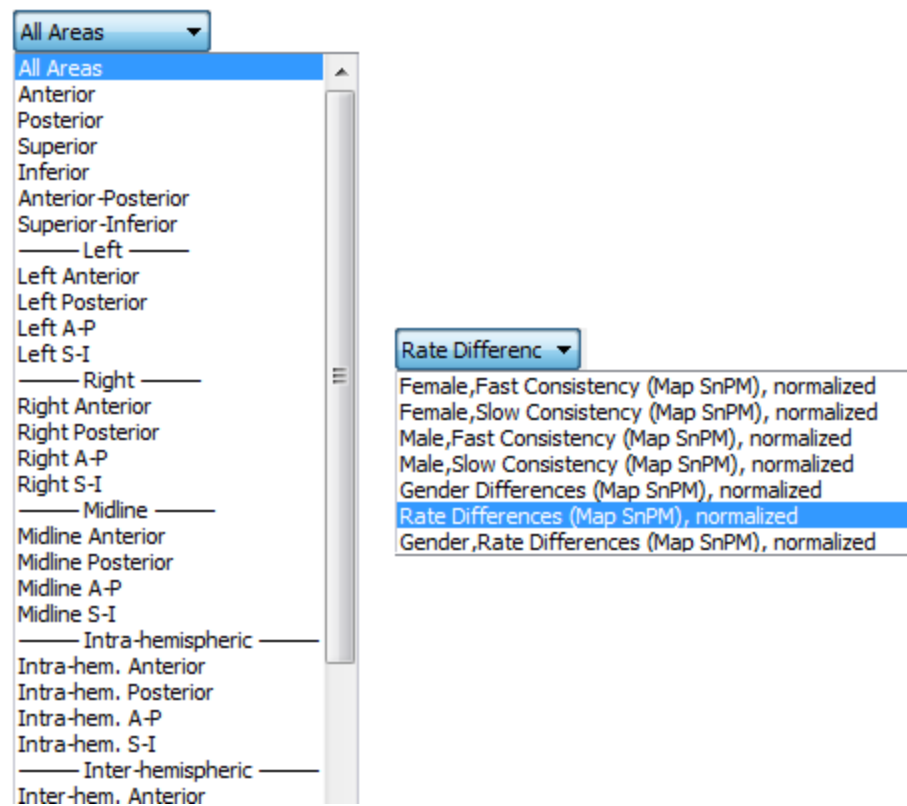 All Areas
All Areas
Anterior
Posterior
Superior
Inferior
Anterior-Posterior
Superior-Inferior
——— Left ———
Left Anterior
Left Posterior
Left A-P
Left S-I
——— Right ———
Right Anterior
Right Posterior
Right A-P
Right S-I
——— Midline ———
Midline Anterior
Midline Posterior
Midline A-P
Midline S-I
——— Intra-hemispheric ———
Intra-hem. Anterior
Intra-hem. Posterior
Intra-hem. A-P
Intra-hem. S-I
——— Inter-hemispheric ———
Inter-hem. Anterior
Rate Differenc
Female,Fast Consistency (Map SnPM), normalized
Female,Slow Consistency (Map SnPM), normalized
Male,Fast Consistency (Map SnPM), normalized
Male,Slow Consistency (Map SnPM), normalized
Gender Differences (Map SnPM), normalized
Rate Differences (Map SnPM), normalized
Gender,Rate Differences (Map SnPM), normalized